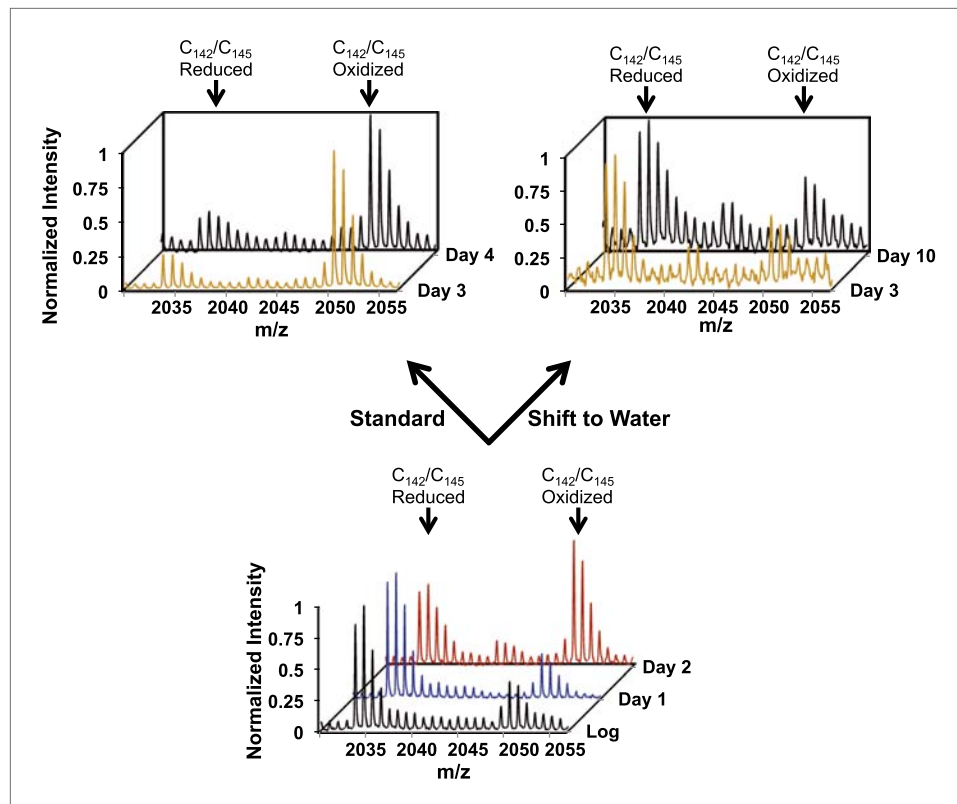 C142/C145
Reduced
C142/C145
Oxidized
Normalized Intensity
1
0.75
0.5
0.25
0
2035 2040 2045 2050 2055
m/z
Day 4
Day 3
C142/C145
Reduced
C142/C145
Oxidized
1
0.75
0.5
0.25
0
2035 2040 2045 2050 2055
m/z
Day 10
Day 3
Standard
Shift to Water
C142/C145
Reduced
C142/C145
Oxidized
Normalized Intensity
1
0.75
0.5
0.25
0
2035 2040 2045 2050 2055
m/z
Day 2
Day 1
Log